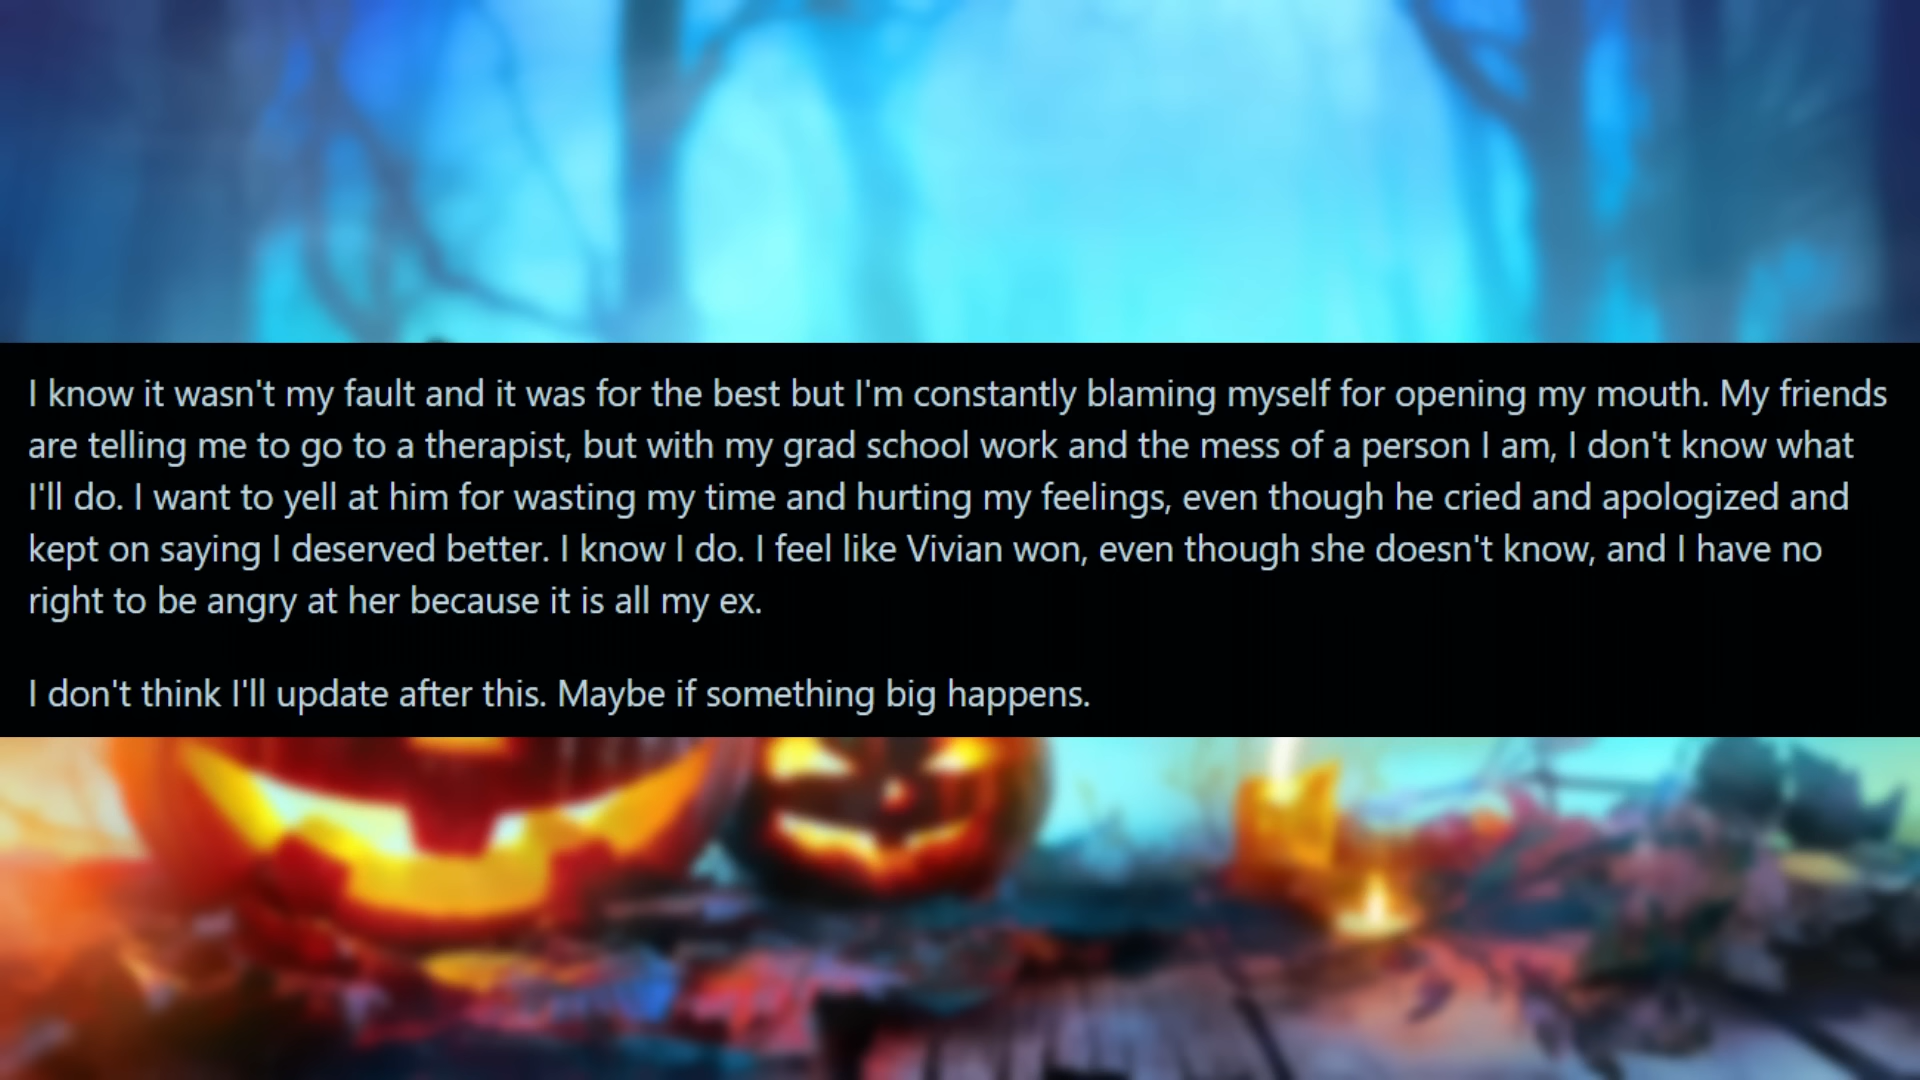 I know it wasn't my fault and it was for the best but I'm constantly blaming myself for opening my mouth. My friends
are telling me to go to a therapist, but with my grad school work and the mess of a person I am, I don't know what
I'll do. I want to yell at him for wasting my time and hurting my feelings, even though he cried and apologized and
kept on saying I deserved better. I know I do. I feel like Vivian won, even though she doesn't know, and I have no
right to be angry at her because it is all my ex.
I don't think I'll update after this. Maybe if something big happens.